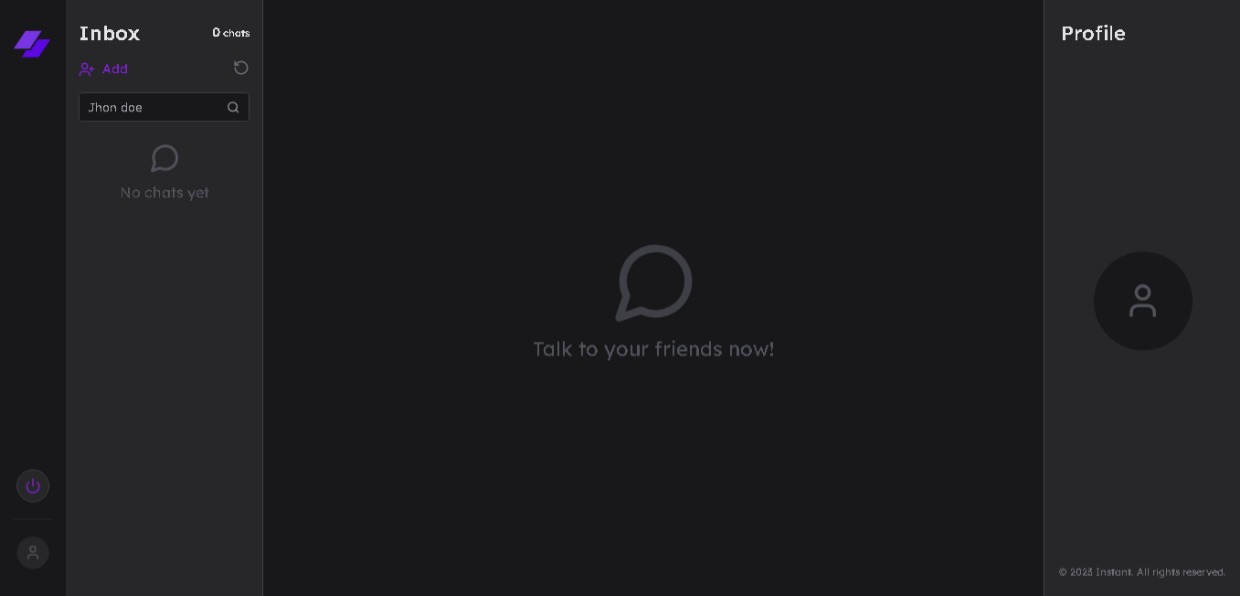 Inbox
0 chats
Add
Jhon doe
No chats yet
Talk to your friends now!
Profile
© 2023 Instant. All rights reserved.